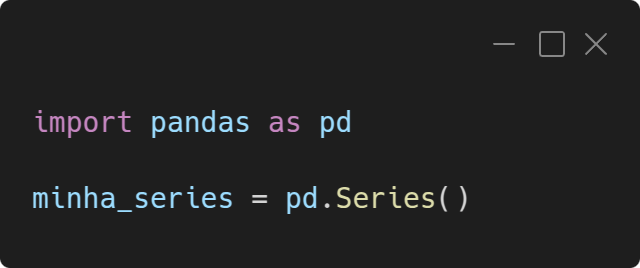 import pandas as pd
minha_series = pd.Series()